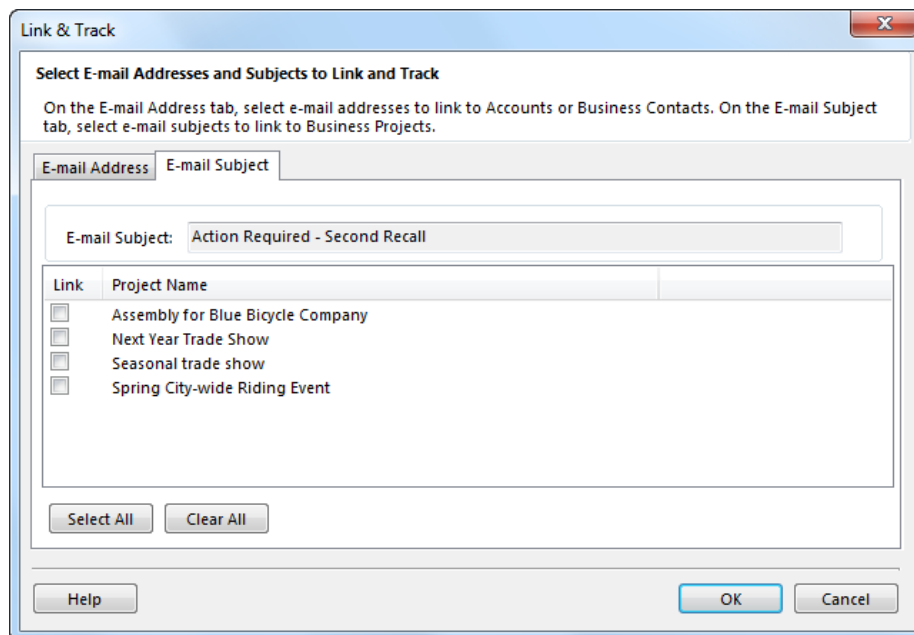 Link & Track
Select E-mail Addresses and Subjects to Link and Track
On the E-mail Address tab, select e-mail addresses to link to Accounts or Business Contacts. On the E-mail Subject
tab, select e-mail subjects to link to Business Projects.
E-mail Address E-mail Subject
E-mail Subject: Action Required - Second Recall
Link Project Name
Assembly for Blue Bicycle Company
Next Year Trade Show
Seasonal trade show
Spring City-wide Riding Event
Select All Clear All
Help OK Cancel